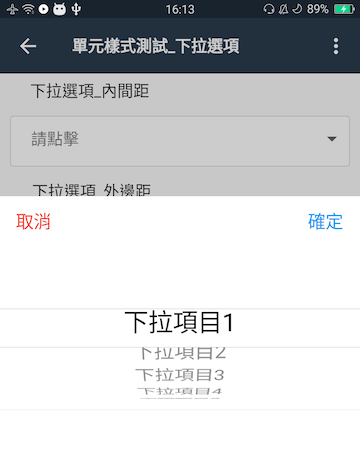 16:13
89%
單元樣式測試_下拉選項
下拉選項_內間距
請點擊
下拉選項_外邊距
取消
確定
下拉項目1
下拉項目2
下拉項目3
下拉項目4